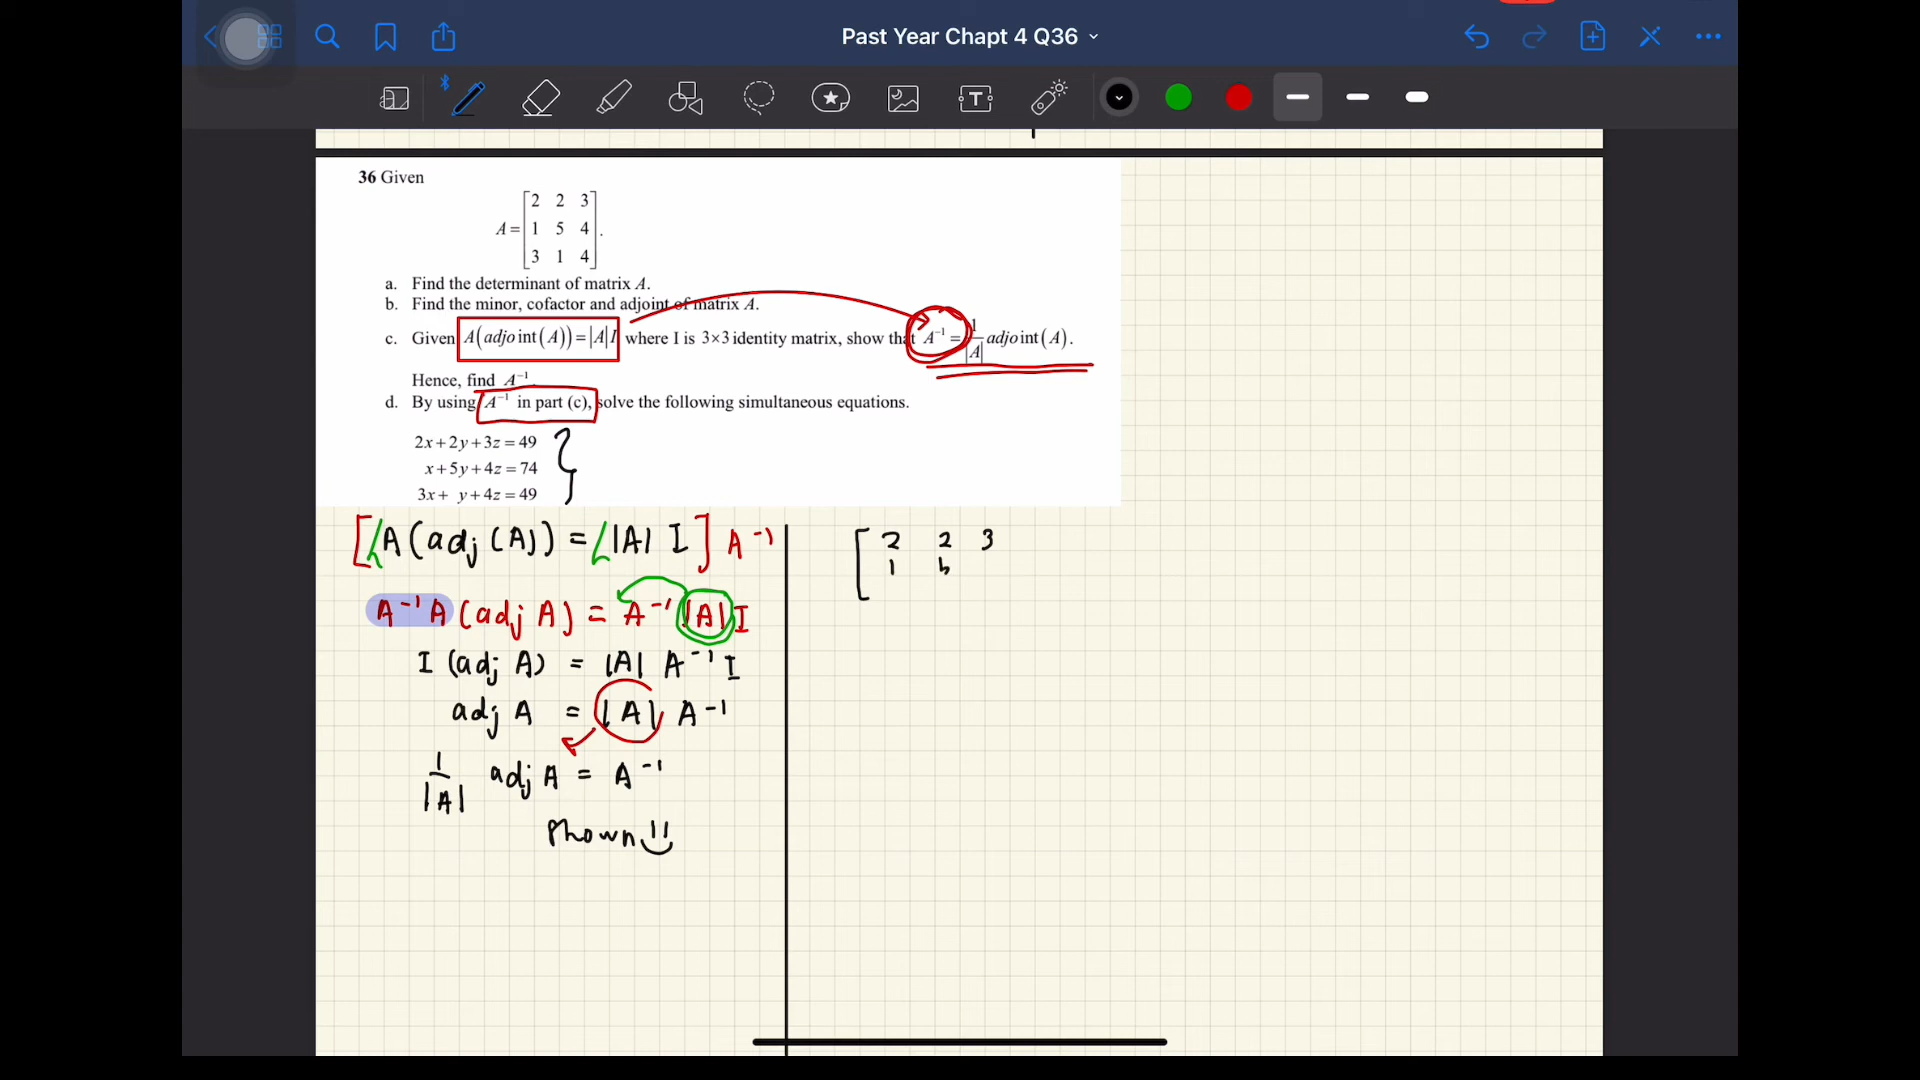 Past Year Chapt 4 Q36
T
36 Given
A = [2 2 3
1 5 4
3 1 4].
a. Find the determinant of matrix A.
b. Find the minor, cofactor and adjoint of matrix A.
c. Given A(adjoint(A)) = |A|I where I is 3×3 identity matrix, show that A⁻¹ = 1/|A| adjoint(A).
Hence, find A⁻¹
d. By using A⁻¹ in part (c), solve the following simultaneous equations.
2x + 2y + 3z = 49
x + 5y + 4z = 74
3x + y + 4z = 49
[A(adj(A)) = |A| I] A⁻¹
A⁻¹A(adj A) = A⁻¹|A|I
I (adj A) = |A| A⁻¹ I
adj A = |A| A⁻¹
1/|A| adj A = A⁻¹
shown!!
[2 2 3
1 5